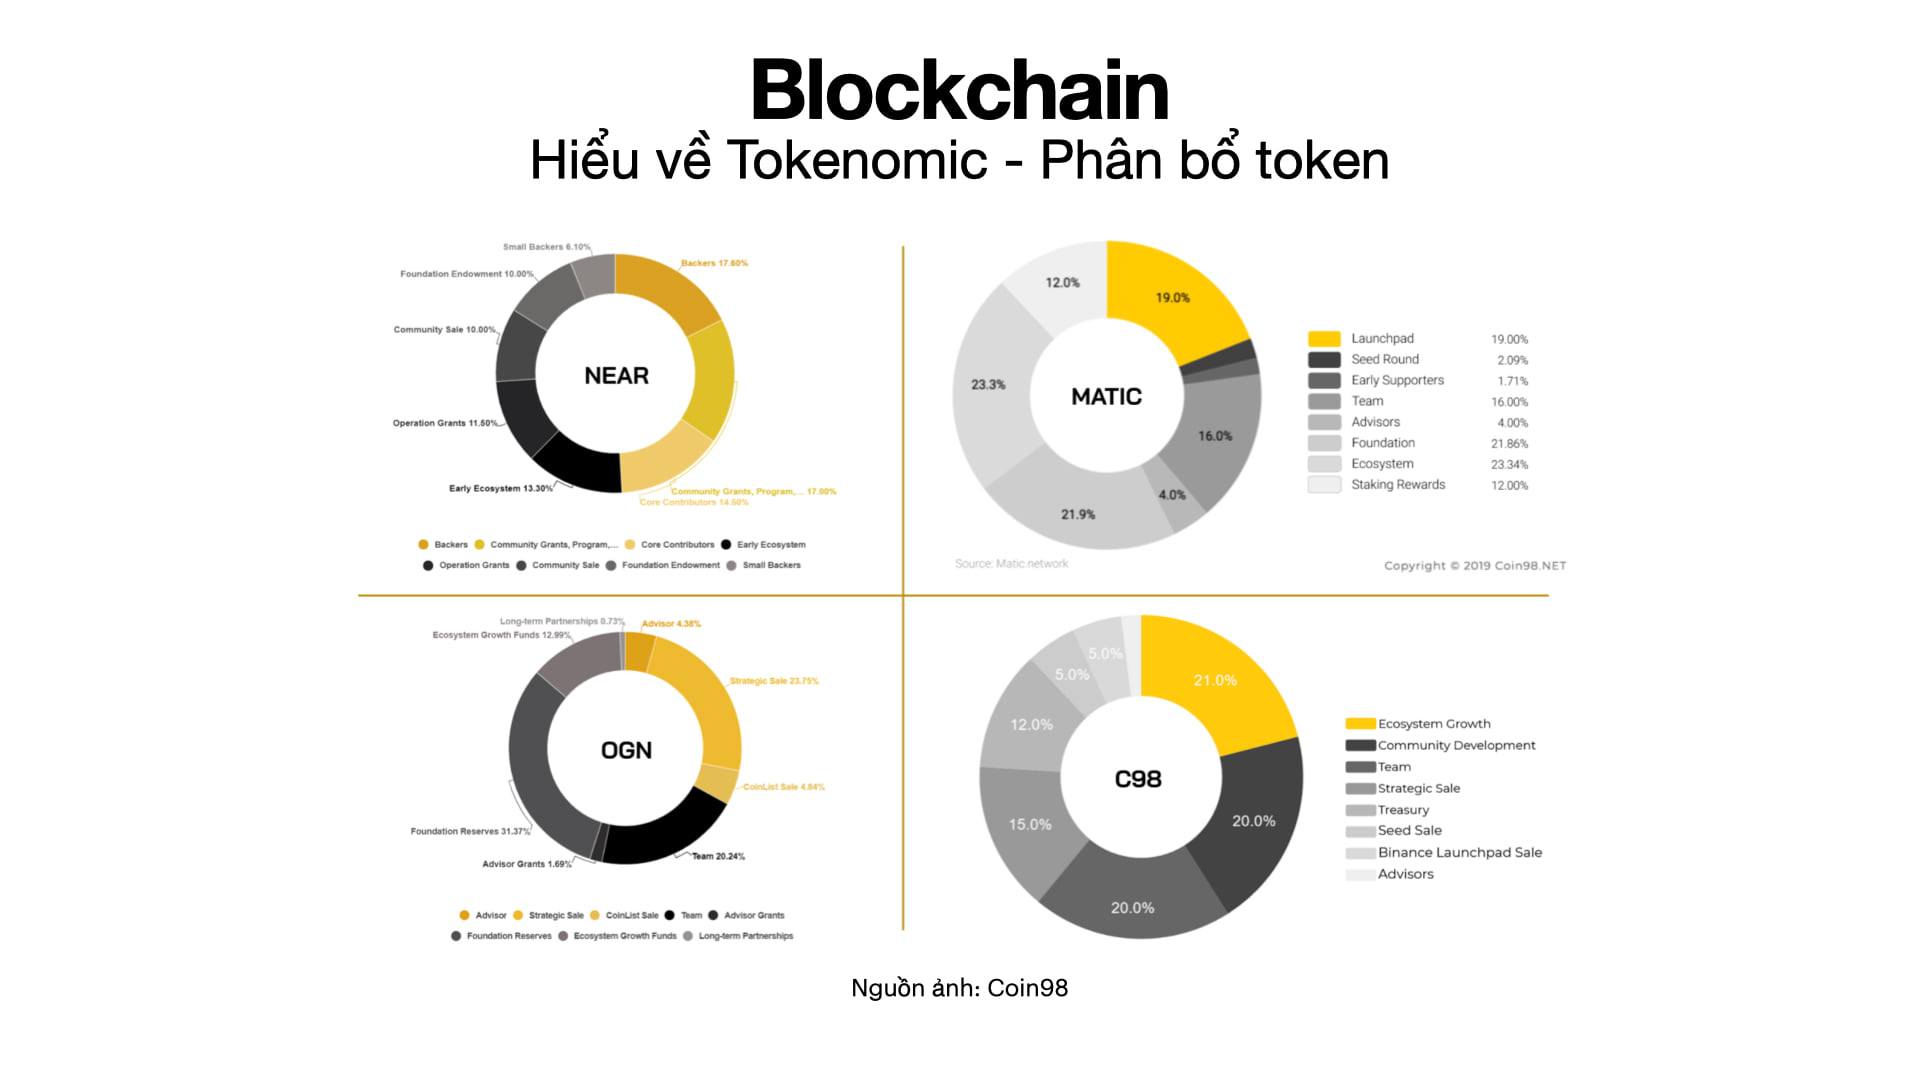 Blockchain
Hiểu về Tokenomic - Phân bổ token
Small Backers 6.10%
Backers 17.60%
Foundation Endowment 10.00%
Community Sale 10.00%
NEAR
Operation Grants 11.50%
Early Ecosystem 13.30%
Community Grants, Program,... 17.00%
Core Contributors 14.50%
Backers Community Grants, Program,... Core Contributors Early Ecosystem
Operation Grants Community Sale Foundation Endowment Small Backers
12.0%
19.0%
23.3%
MATIC
16.0%
4.0%
21.9%
Launchpad 19.00%
Seed Round 2.09%
Early Supporters 1.71%
Team 16.00%
Advisors 4.00%
Foundation 21.86%
Ecosystem 23.34%
Staking Rewards 12.00%
Source: Matic.network
Copyright © 2019 Coin98.NET
Long-term Partnerships 0.73%
Advisor 4.38%
Ecosystem Growth Funds 12.99%
Strategic Sale 23.75%
OGN
CoinList Sale 4.84%
Foundation Reserves 31.37%
Team 20.24%
Advisor Grants 1.69%
Advisor Strategic Sale CoinList Sale Team Advisor Grants
Foundation Reserves Ecosystem Growth Funds Long-term Partnerships
5.0%
5.0%
21.0%
12.0%
C98
15.0%
20.0%
20.0%
Ecosystem Growth
Community Development
Team
Strategic Sale
Treasury
Seed Sale
Binance Launchpad Sale
Advisors
Nguồn ảnh: Coin98